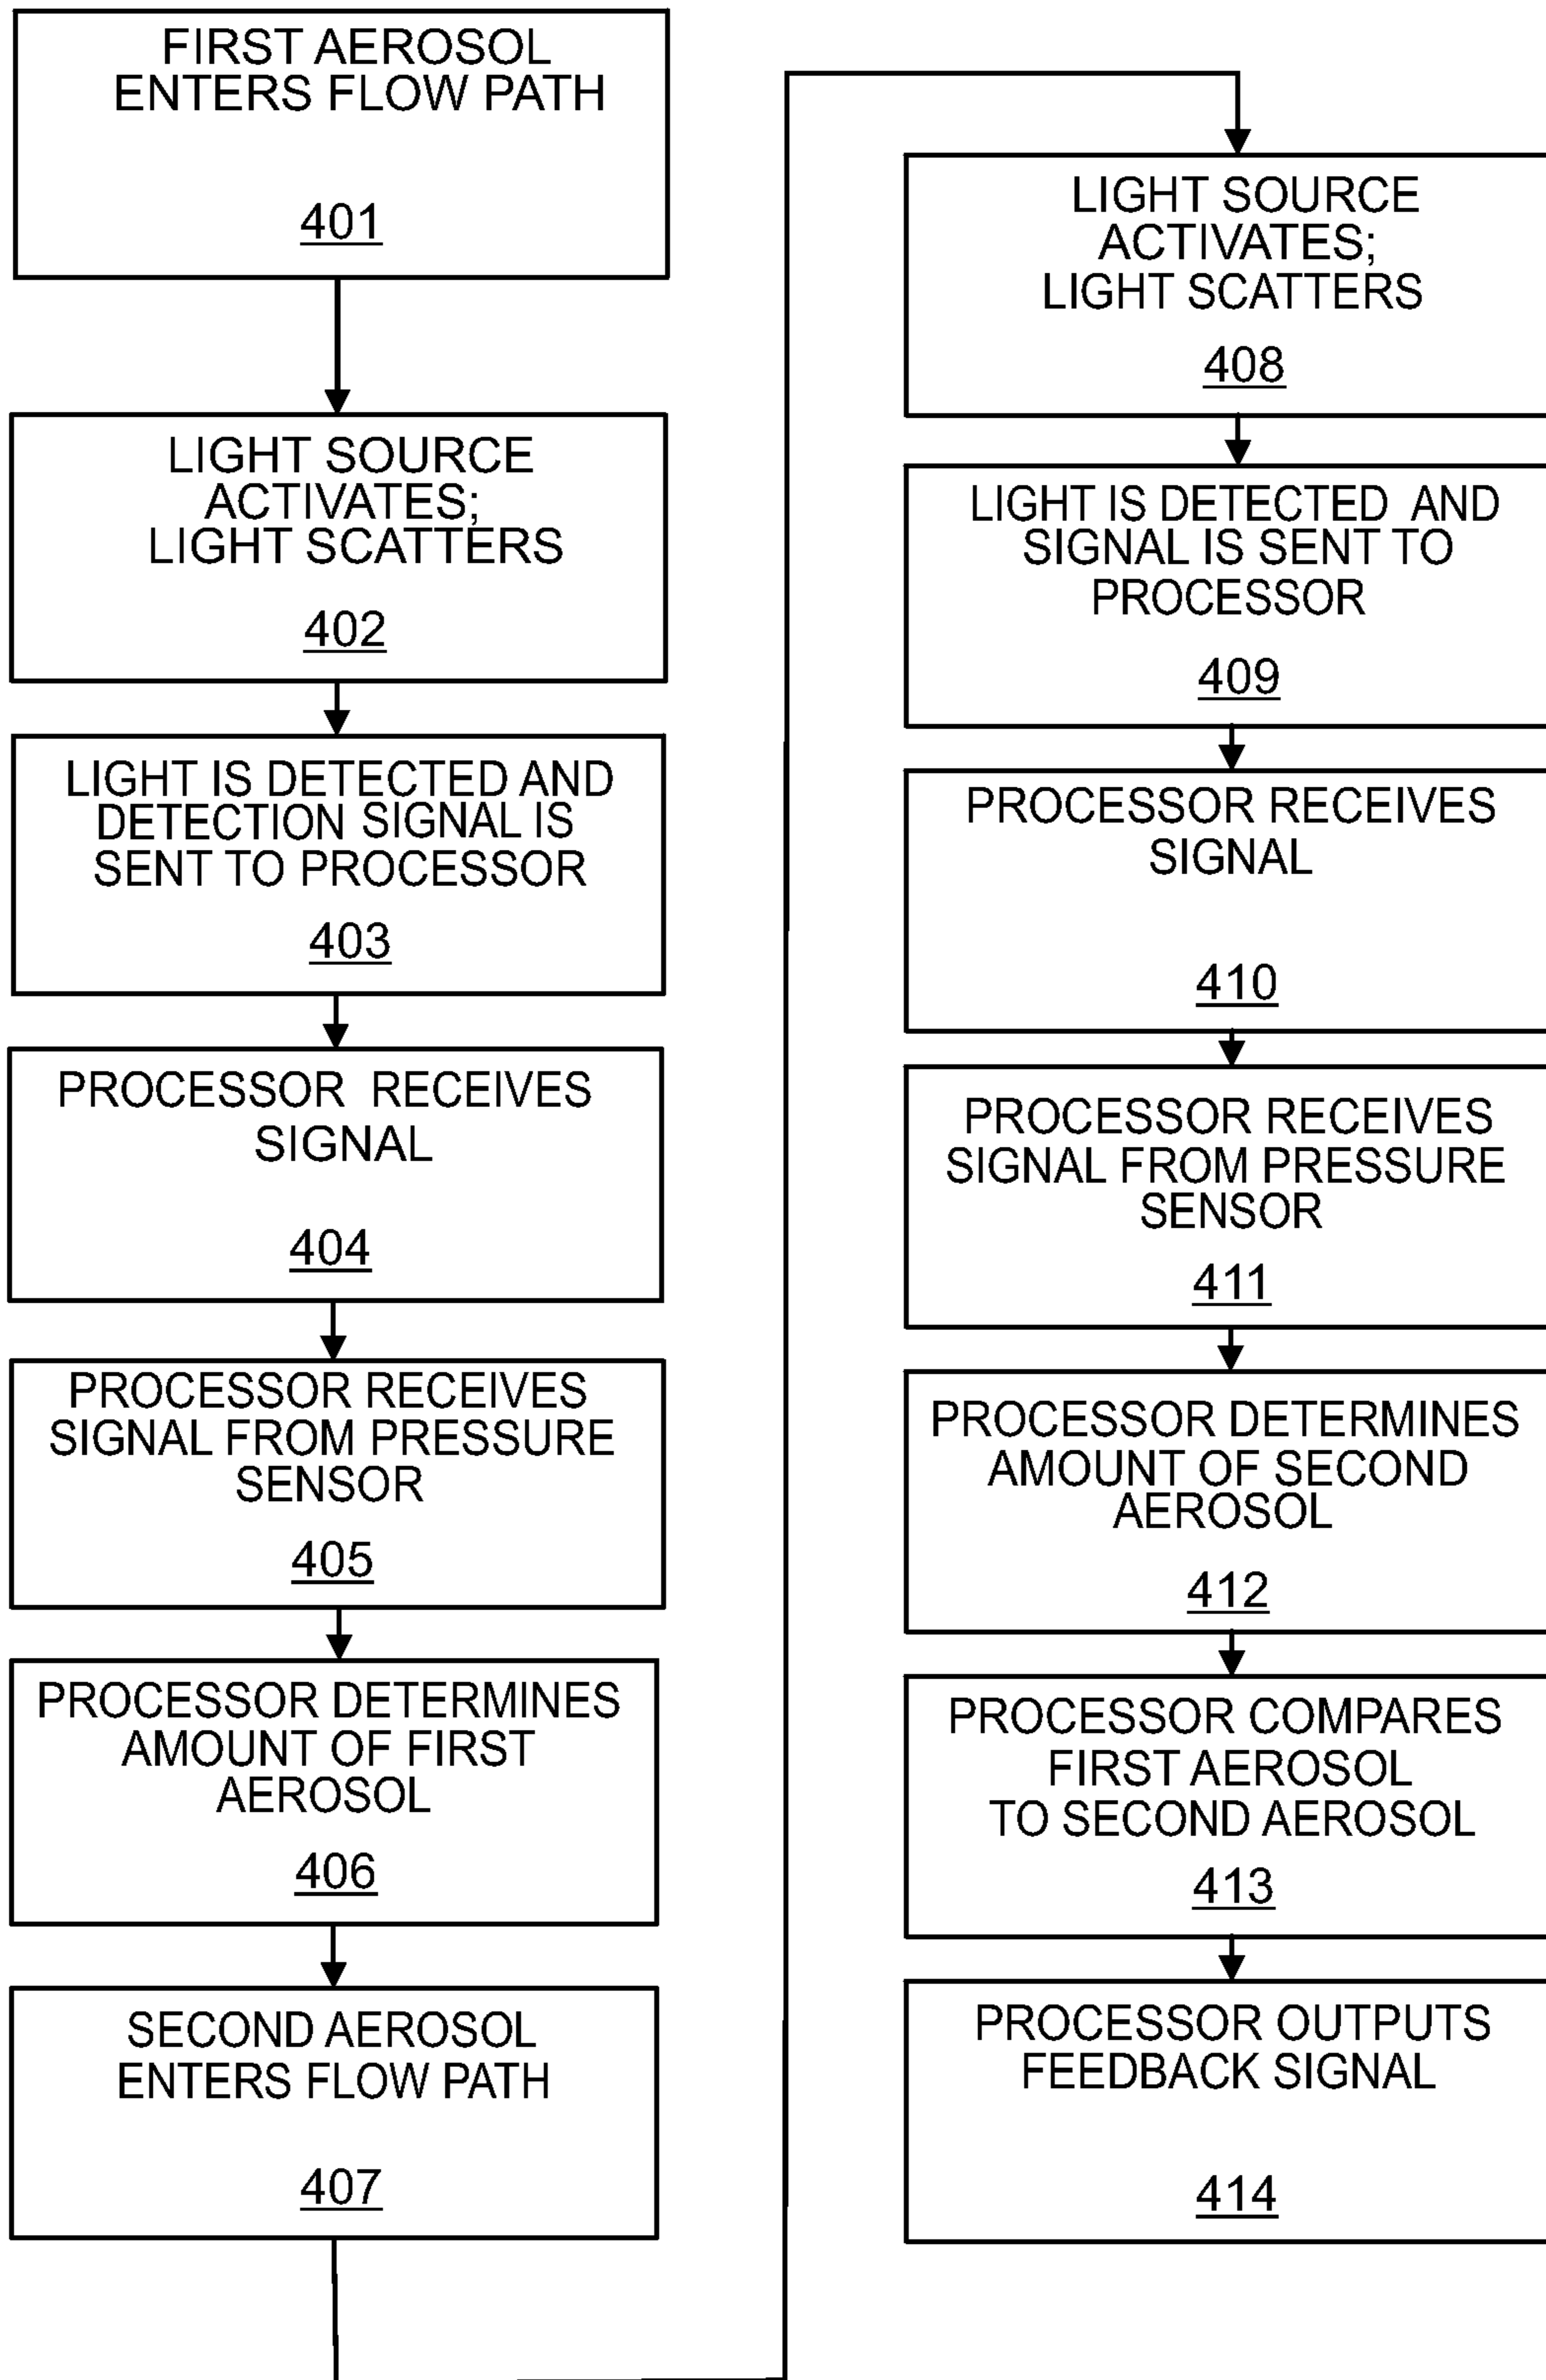 FIRST AEROSOL
ENTERS FLOW PATH
401
LIGHT SOURCE
ACTIVATES;
LIGHT SCATTERS
402
LIGHT IS DETECTED AND
DETECTION SIGNAL IS
SENT TO PROCESSOR
403
PROCESSOR RECEIVES
SIGNAL
404
PROCESSOR RECEIVES
SIGNAL FROM PRESSURE
SENSOR
405
PROCESSOR DETERMINES
AMOUNT OF FIRST
AEROSOL
406
SECOND AEROSOL
ENTERS FLOW PATH
407
LIGHT SOURCE
ACTIVATES;
LIGHT SCATTERS
408
LIGHT IS DETECTED AND
SIGNAL IS SENT TO
PROCESSOR
409
PROCESSOR RECEIVES
SIGNAL
410
PROCESSOR RECEIVES
SIGNAL FROM PRESSURE
SENSOR
411
PROCESSOR DETERMINES
AMOUNT OF SECOND
AEROSOL
412
PROCESSOR COMPARES
FIRST AEROSOL
TO SECOND AEROSOL
413
PROCESSOR OUTPUTS
FEEDBACK SIGNAL
414